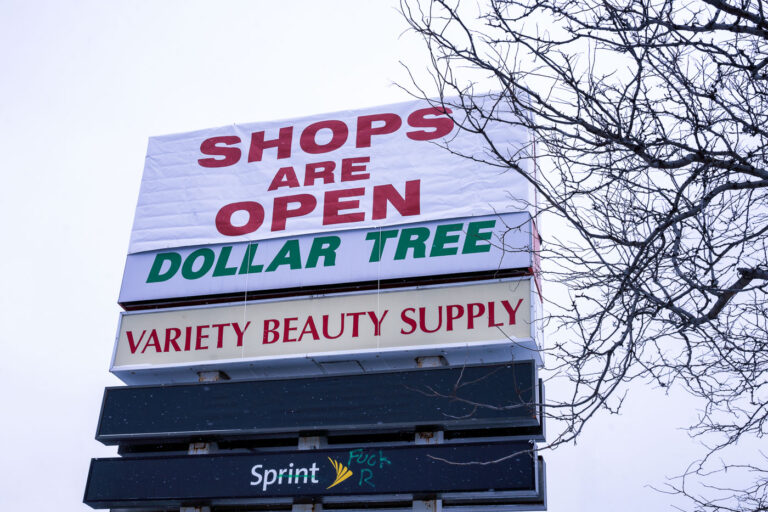 SHOPS
ARE
OPEN
DOLLAR TREE
VARIETY BEAUTY SUPPLY
Sprint
Fuck
R